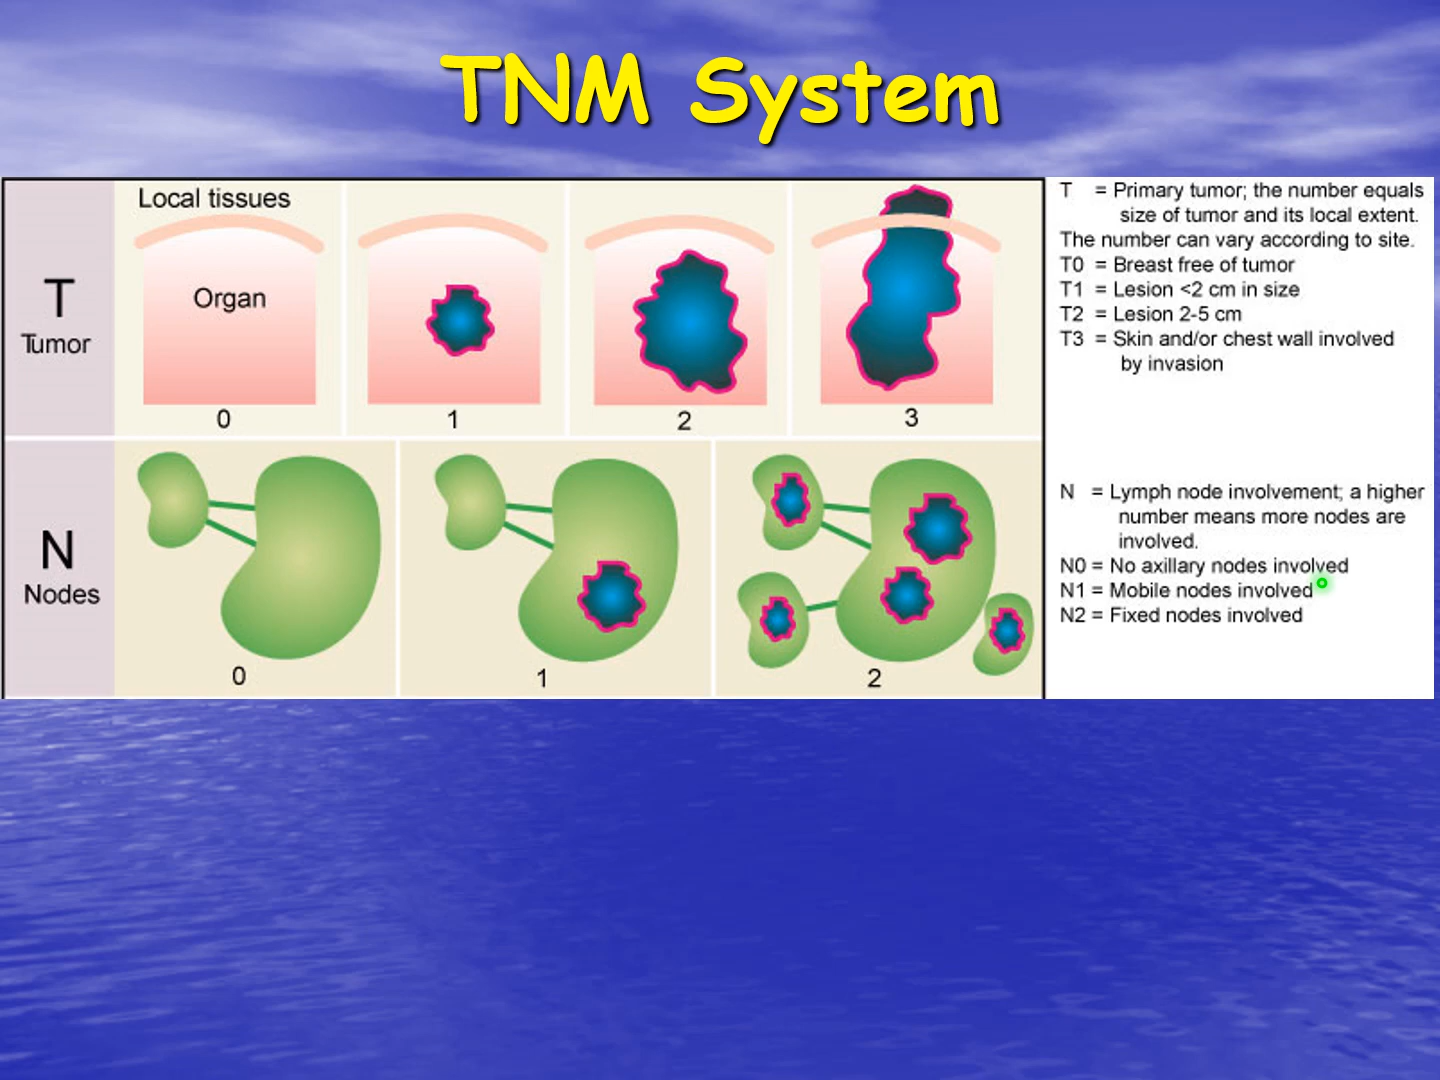 TNM System
Local tissues
Organ
T
Tumor
0
1
2
3
T = Primary tumor; the number equals
size of tumor and its local extent.
The number can vary according to site.
T0 = Breast free of tumor
T1 = Lesion <2 cm in size
T2 = Lesion 2-5 cm
T3 = Skin and/or chest wall involved
by invasion
N
Nodes
0
1
2
N = Lymph node involvement; a higher
number means more nodes are
involved.
N0 = No axillary nodes involved
N1 = Mobile nodes involved
N2 = Fixed nodes involved